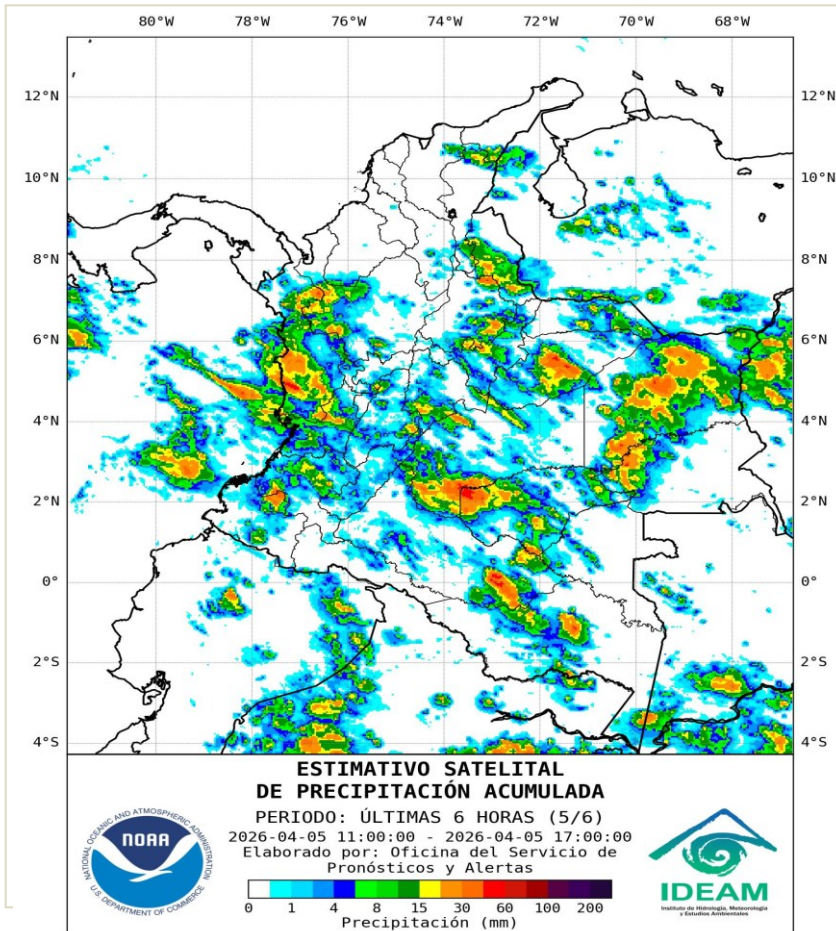 80°W 78°W 76°W 74°W 72°W 70°W 68°W
12°N 12°N
10°N 10°N
8°N 8°N
6°N 6°N
4°N 4°N
2°N 2°N
0° 0°
2°S 2°S
4°S 4°S
ESTIMATIVO SATELITAL
DE PRECIPITACIÓN ACUMULADA
PERIODO: ÚLTIMAS 6 HORAS (5/6)
2026-04-05 11:00:00 - 2026-04-05 17:00:00
Elaborado por: Oficina del Servicio de
Pronósticos y Alertas
0 1 4 8 15 30 60 100 200
Precipitación (mm)
NATIONAL OCEANIC AND ATMOSPHERIC ADMINISTRATION
NOAA
U.S. DEPARTMENT OF COMMERCE
IDEAM
Instituto de Hidrología, Meteorología
y Estudios Ambientales